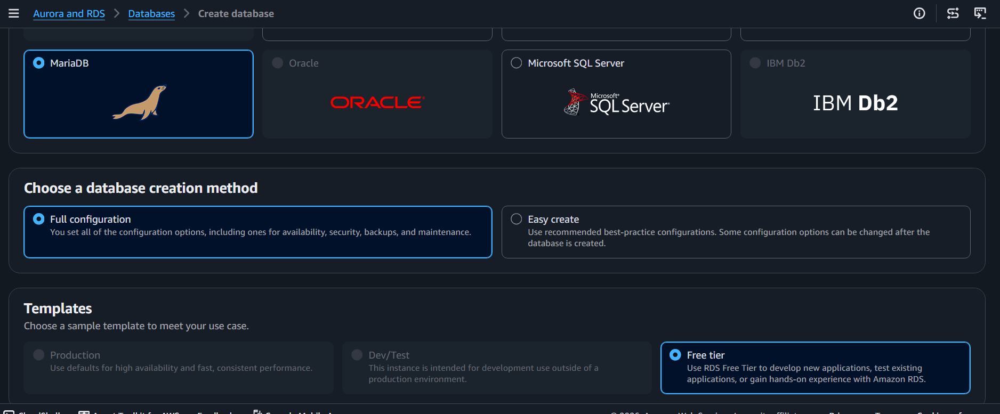 Aurora and RDS
Databases
Create database
MariaDB
Oracle
ORACLE
Microsoft SQL Server
Microsoft®
SQL Server
IBM Db2
IBM Db2
Choose a database creation method
Full configuration
You set all of the configuration options, including ones for availability, security, backups, and maintenance.
Easy create
Use recommended best-practice configurations. Some configuration options can be changed after the
database is created.
Templates
Choose a sample template to meet your use case.
Production
Use defaults for high availability and fast, consistent performance.
Dev/Test
This instance is intended for development use outside of a
production environment.
Free tier
Use RDS Free Tier to develop new applications, test existing
applications, or gain hands-on experience with Amazon RDS.